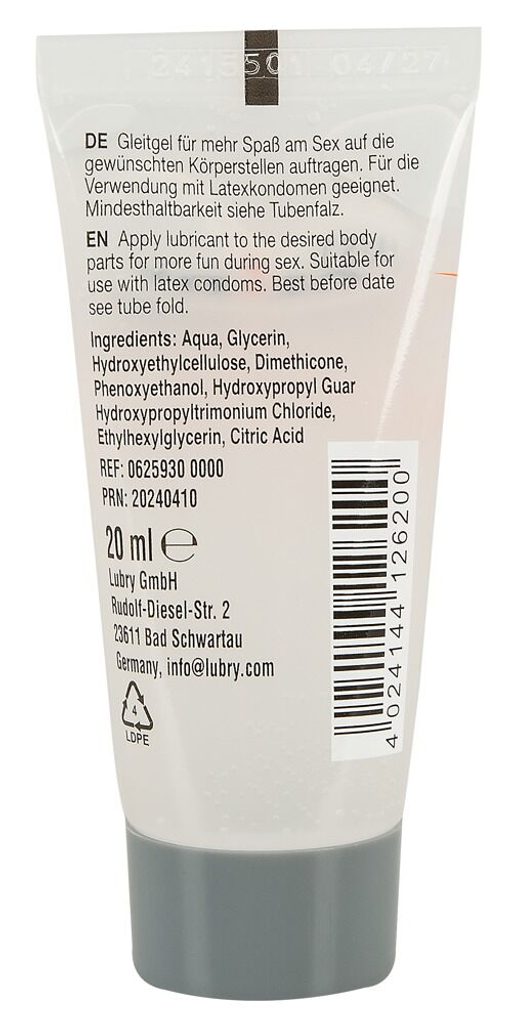 241550 04/27
DE Gleitgel für mehr Spaß am Sex auf die
gewünschten Körperstellen auftragen. Für die
Verwendung mit Latexkondomen geeignet.
Mindesthaltbarkeit siehe Tubenfalz.
EN Apply lubricant to the desired body
parts for more fun during sex. Suitable for
use with latex condoms. Best before date
see tube fold.
Ingredients: Aqua, Glycerin,
Hydroxyethylcellulose, Dimethicone,
Phenoxyethanol, Hydroxypropyl Guar
Hydroxypropyltrimonium Chloride,
Ethylhexylglycerin, Citric Acid
REF: 0625930 0000
PRN: 20240410
20 ml ℮
Lubry GmbH
Rudolf-Diesel-Str. 2
23611 Bad Schwartau
Germany, info@lubry.com
4
LDPE
4 024144 126200